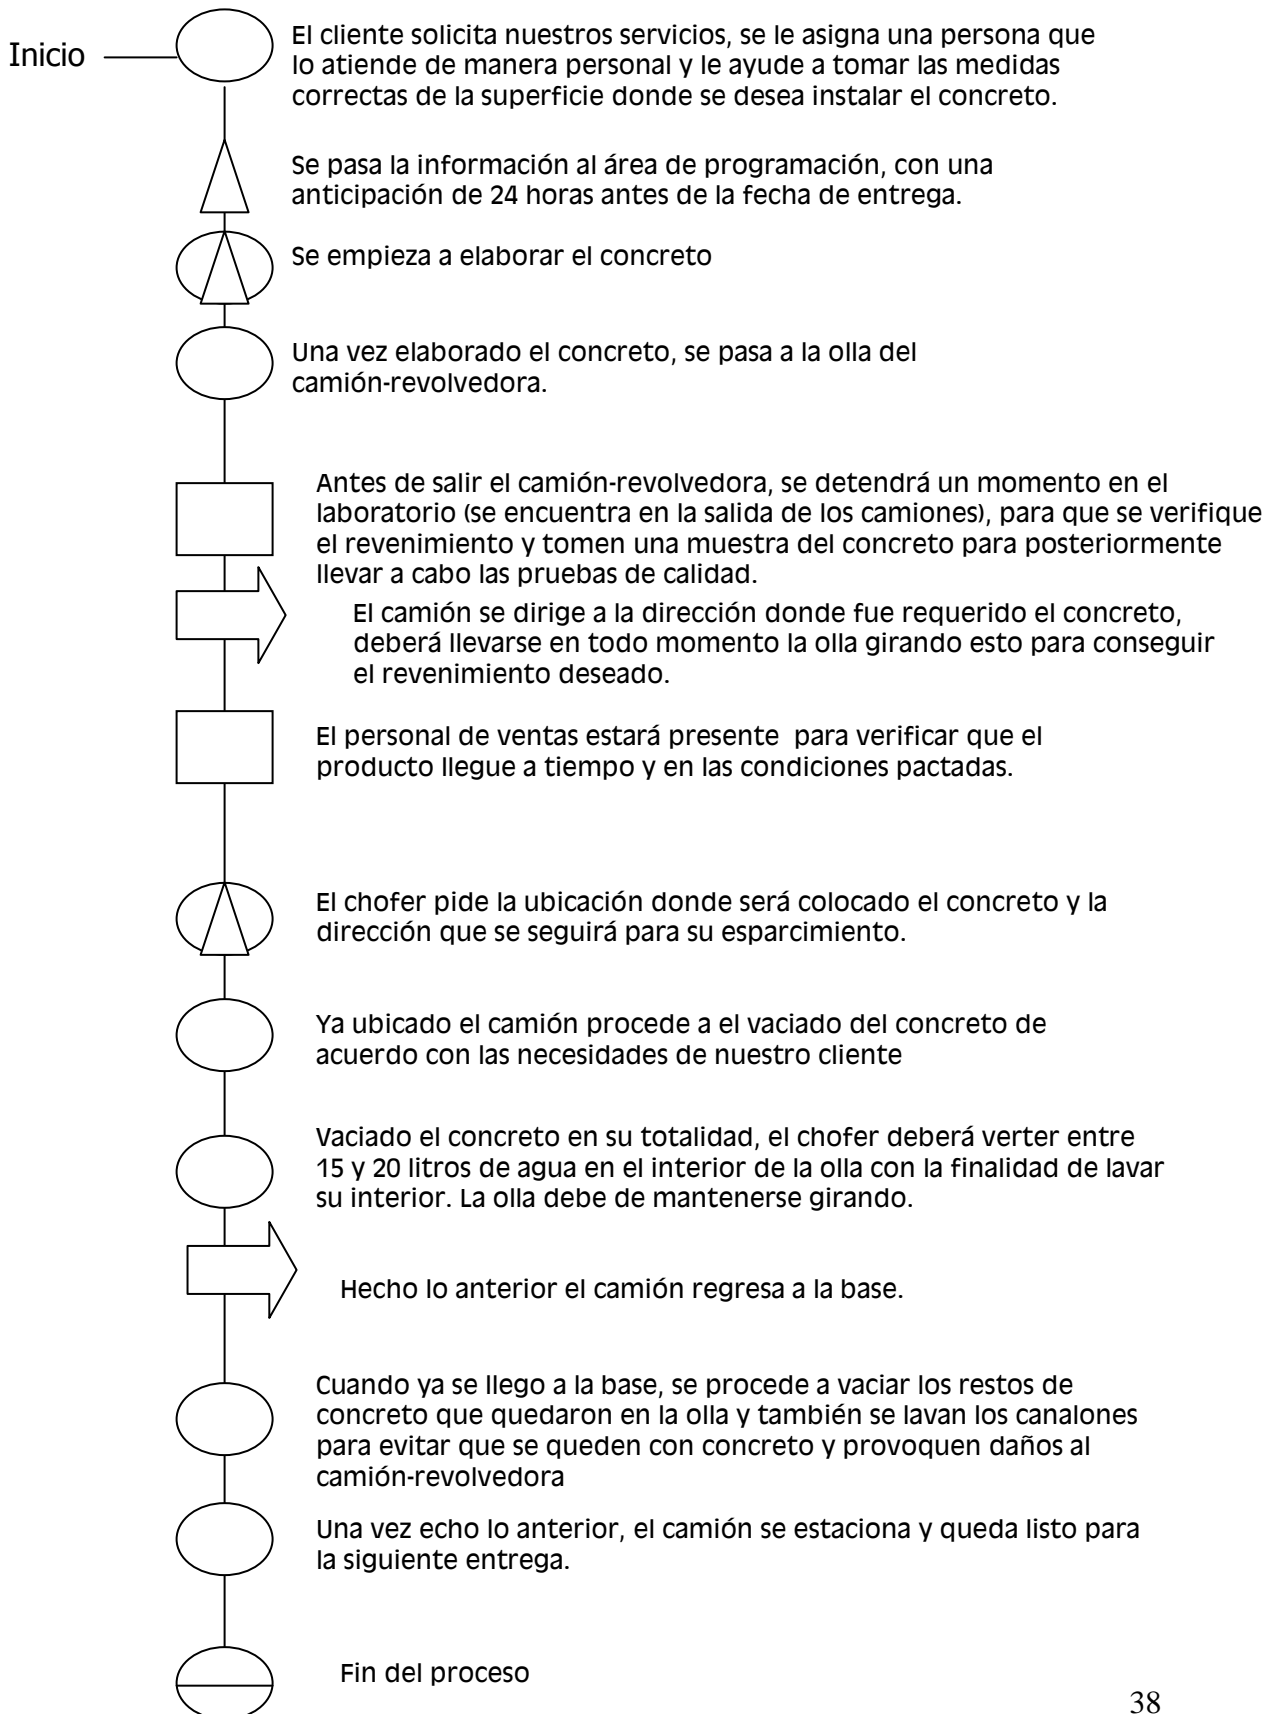 Inicio
El cliente solicita nuestros servicios, se le asigna una persona que
lo atiende de manera personal y le ayude a tomar las medidas
correctas de la superficie donde se desea instalar el concreto.
Se pasa la información al área de programación, con una
anticipación de 24 horas antes de la fecha de entrega.
Se empieza a elaborar el concreto
Una vez elaborado el concreto, se pasa a la olla del
camión-revolvedora.
Antes de salir el camión-revolvedora, se detendrá un momento en el
laboratorio (se encuentra en la salida de los camiones), para que se verifique
el revenimiento y tomen una muestra del concreto para posteriormente
llevar a cabo las pruebas de calidad.
El camión se dirige a la dirección donde fue requerido el concreto,
deberá llevarse en todo momento la olla girando esto para conseguir
el revenimiento deseado.
El personal de ventas estará presente  para verificar que el
producto llegue a tiempo y en las condiciones pactadas.
El chofer pide la ubicación donde será colocado el concreto y la
dirección que se seguirá para su esparcimiento.
Ya ubicado el camión procede a el vaciado del concreto de
acuerdo con las necesidades de nuestro cliente
Vaciado el concreto en su totalidad, el chofer deberá verter entre
15 y 20 litros de agua en el interior de la olla con la finalidad de lavar
su interior. La olla debe de mantenerse girando.
Hecho lo anterior el camión regresa a la base.
Cuando ya se llego a la base, se procede a vaciar los restos de
concreto que quedaron en la olla y también se lavan los canalones
para evitar que se queden con concreto y provoquen daños al
camión-revolvedora
Una vez echo lo anterior, el camión se estaciona y queda listo para
la siguiente entrega.
Fin del proceso
38